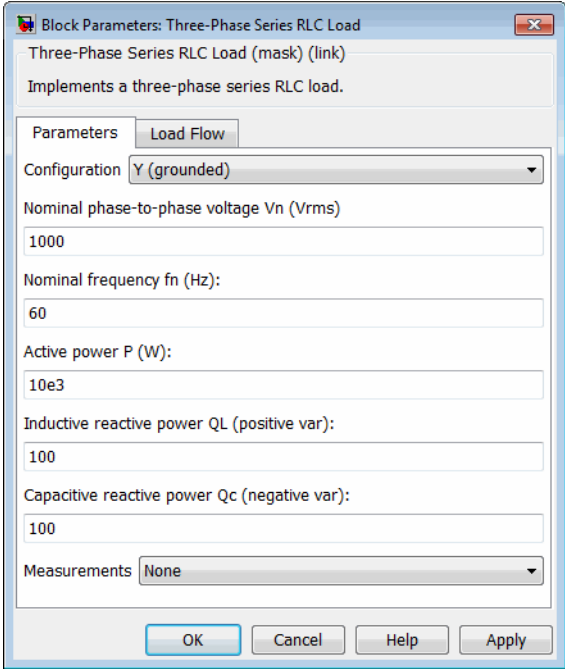 Block Parameters: Three-Phase Series RLC Load
Three-Phase Series RLC Load (mask) (link)
Implements a three-phase series RLC load.
Parameters Load Flow
Configuration Y (grounded)
Nominal phase-to-phase voltage Vn (Vrms)
1000
Nominal frequency fn (Hz):
60
Active power P (W):
10e3
Inductive reactive power QL (positive var):
100
Capacitive reactive power Qc (negative var):
100
Measurements None
OK Cancel Help Apply